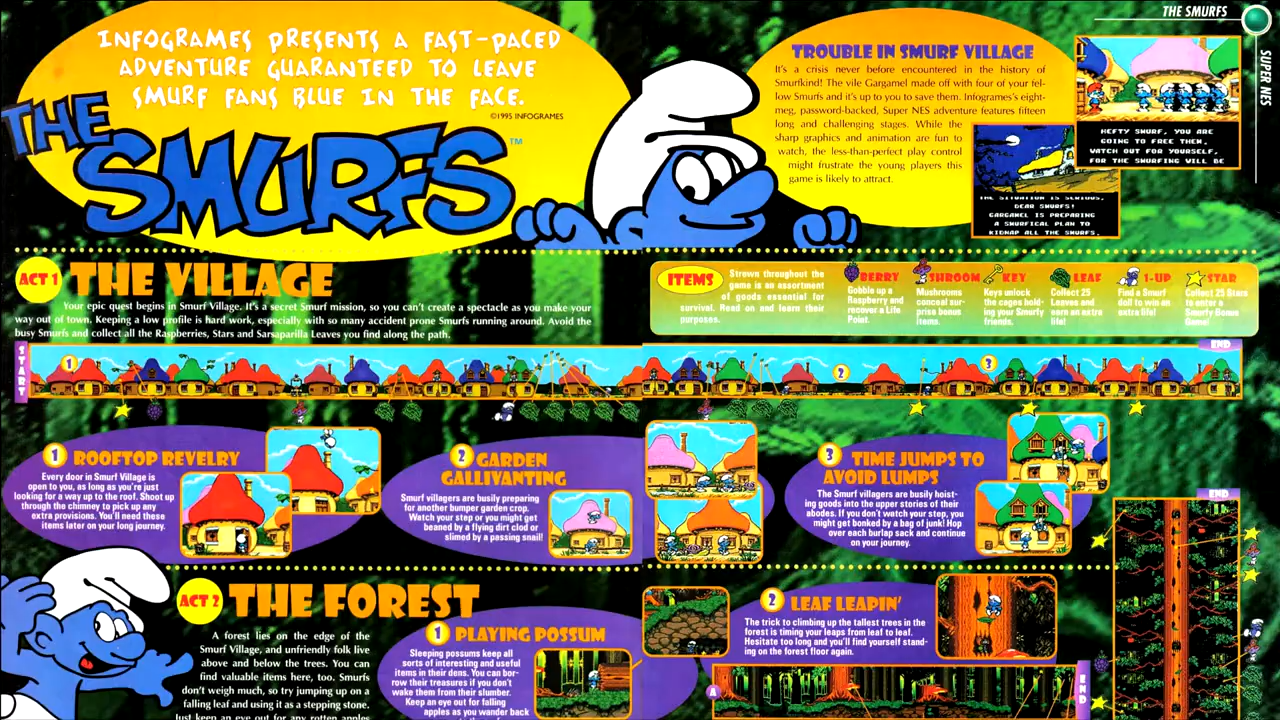 INFOGRAMES PRESENTS A FAST-PACED
ADVENTURE GUARANTEED TO LEAVE
SMURF FANS BLUE IN THE FACE.
©1995 INFOGRAMES
THE
SMURFS™
THE SMURFS
SUPER NES
TROUBLE IN SMURF VILLAGE
It's a crisis never before encountered in the history of
Smurfkind! The vile Gargamel made off with four of your fel-
low Smurfs and it's up to you to save them. Infogrames's eight-
meg, password-backed, Super NES adventure features fifteen
long and challenging stages. While the
sharp graphics and animation are fun to
watch, the less-than-perfect play control
might frustrate the young players this
game is likely to attract.
HEFTY SMURF, YOU ARE
GOING TO FREE THEM,
WATCH OUT FOR YOURSELF,
FOR THE SMURFING WILL BE
THE SITUATION IS SERIOUS,
DEAR SMURFS!
GARGAMEL IS PREPARING
A SMURFICAL PLAN TO
KIDNAP ALL THE SMURFS.
ACT 1 THE VILLAGE
Your epic quest begins in Smurf Village. It's a secret Smurf mission, so you can't create a spectacle as you make your
way out of town. Keeping a low profile is hard work, especially with so many accident prone Smurfs running around. Avoid the
busy Smurfs and collect all the Raspberries, Stars and Sarsaparilla Leaves you find along the path.
ITEMS
Strewn throughout the
game is an assortment
of goods essential for
survival. Read on and learn their
purposes.
BERRY
Gobble up a
Raspberry and
recover a Life
Point.
SHROOM
Mushrooms
conceal sur-
prise bonus
items.
KEY
Keys unlock
the cages hold-
ing your Smurfy
friends.
LEAF
Collect 25
Leaves and
earn an extra
life!
1-UP
Find a Smurf
doll to win an
extra life!
STAR
Collect 25 Stars
to enter a
Smurfy Bonus
Game!
START
1
2
3
END
1 ROOFTOP REVELRY
Every door in Smurf Village is
open to you, as long as you're just
looking for a way up to the roof. Shoot up
through the chimney to pick up any
extra provisions. You'll need these
items later on your long journey.
2 GARDEN
GALLIVANTING
Smurf villagers are busily preparing
for another bumper garden crop.
Watch your step or you might get
beaned by a flying dirt clod or
slimed by a passing snail!
3 TIME JUMPS TO
AVOID LUMPS
The Smurf villagers are busily hoist-
ing goods into the upper stories of their
abodes. If you don't watch your step, you
might get bonked by a bag of junk! Hop
over each burlap sack and continue
on your journey.
ACT 2 THE FOREST
A forest lies on the edge of the
Smurf Village, and unfriendly folk live
above and below the trees. You can
find valuable items here, too. Smurfs
don't weigh much, so try jumping up on a
falling leaf and using it as a stepping stone.
Just keep an eye out for any rotten apples
1 PLAYING POSSUM
Sleeping possums keep all
sorts of interesting and useful
items in their dens. You can bor-
row their treasures if you don't
wake them from their slumber.
Keep an eye out for falling
apples as you wander back
2 LEAF LEAPIN'
The trick to climbing up the tallest trees in the
forest is timing your leaps from leaf to leaf.
Hesitate too long and you'll find yourself stand-
ing on the forest floor again.
A
END
END